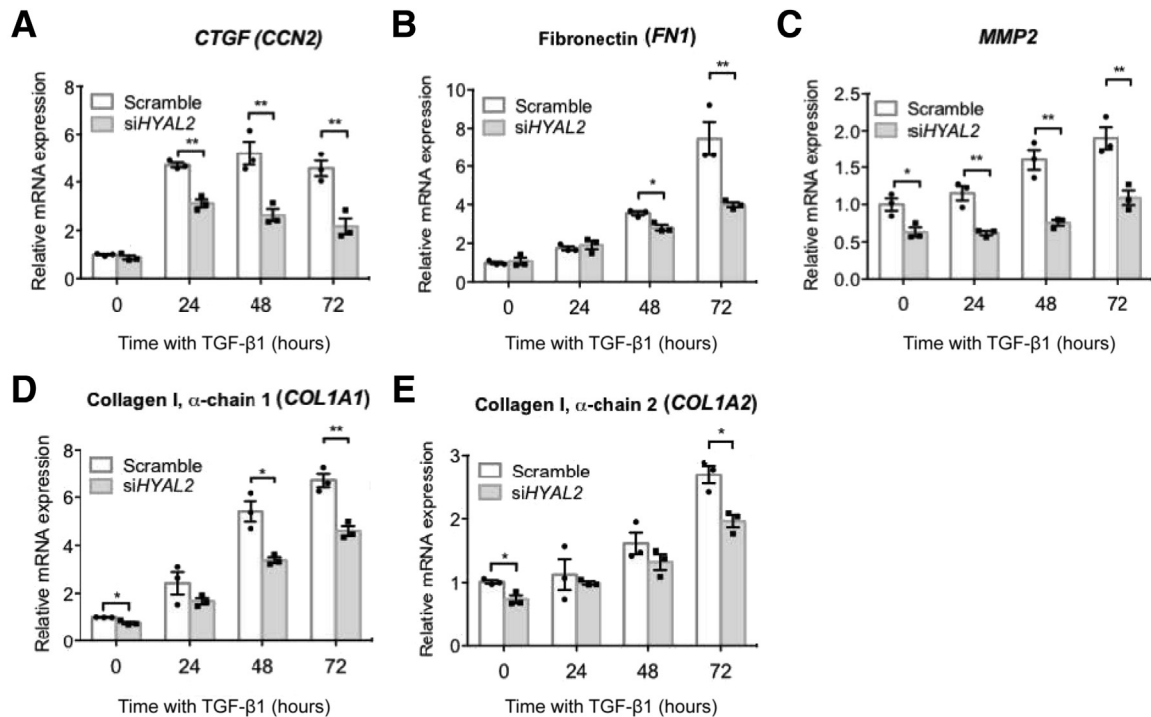 A
CTGF (CCN2)
Relative mRNA expression
8
6
4
2
0
Scramble
siHYAL2
**
**
**
0 24 48 72
Time with TGF-β1 (hours)
B
Fibronectin (FN1)
Relative mRNA expression
10
8
6
4
2
0
Scramble
siHYAL2
*
**
0 24 48 72
Time with TGF-β1 (hours)
C
MMP2
Relative mRNA expression
2.5
2.0
1.5
1.0
0.5
0.0
Scramble
siHYAL2
*
**
**
**
0 24 48 72
Time with TGF-β1 (hours)
D
Collagen I, α-chain 1 (COL1A1)
Relative mRNA expression
8
6
4
2
0
Scramble
siHYAL2
*
*
**
0 24 48 72
Time with TGF-β1 (hours)
E
Collagen I, α-chain 2 (COL1A2)
Relative mRNA expression
3
2
1
0
Scramble
siHYAL2
*
*
0 24 48 72
Time with TGF-β1 (hours)